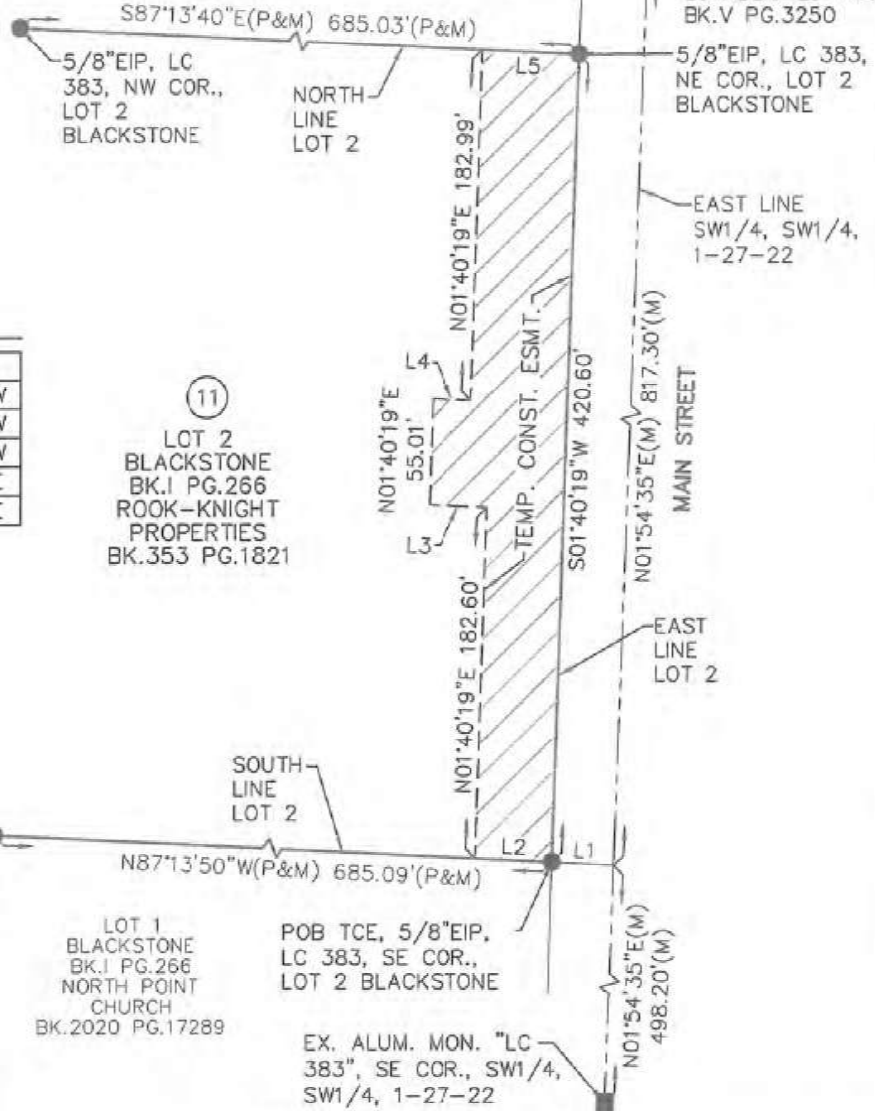 S87°13'40"E(P&M) 685.03'(P&M)
BK.V PG.3250
5/8"EIP, LC
383, NW COR.,
LOT 2
BLACKSTONE
NORTH
LINE
LOT 2
L5
5/8"EIP, LC 383,
NE COR., LOT 2
BLACKSTONE
N01°40'19"E 182.99'
EAST LINE
SW1/4, SW1/4,
1-27-22
TEMP. CONST. ESMT.
S01°40'19"W 420.60'
N01°54'35"E(M) 817.30'(M)
MAIN STREET
L4
N01°40'19"E
55.01'
L3
11
LOT 2
BLACKSTONE
BK.I PG.266
ROOK-KNIGHT
PROPERTIES
BK.353 PG.1821
N01°40'19"E 182.60'
EAST
LINE
LOT 2
SOUTH
LINE
LOT 2
L2
L1
N87°13'50"W(P&M) 685.09'(P&M)
LOT 1
BLACKSTONE
BK.I PG.266
NORTH POINT
CHURCH
BK.2020 PG.17289
POB TCE, 5/8"EIP,
LC 383, SE COR.,
LOT 2 BLACKSTONE
N01°54'35"E(M)
498.20'(M)
EX. ALUM. MON. "LC
383", SE COR., SW1/4,
SW1/4, 1-27-22